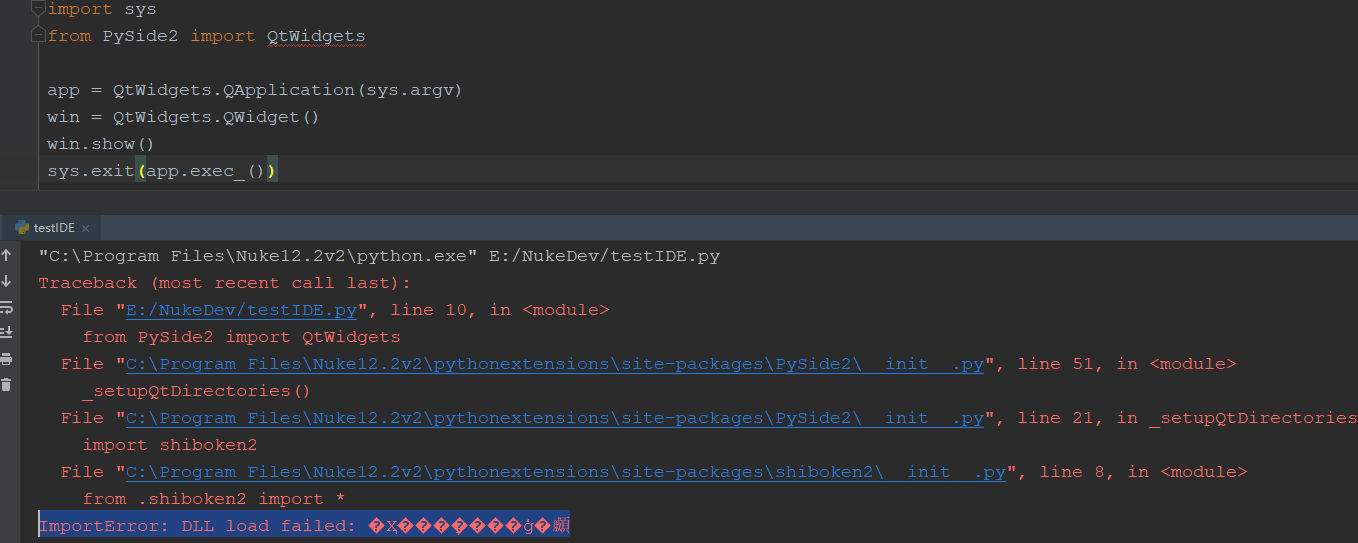 import sys
from PySide2 import QtWidgets
app = QtWidgets.QApplication(sys.argv)
win = QtWidgets.QWidget()
win.show()
sys.exit(app.exec_())
testIDE
"C:\Program Files\Nuke12.2v2\python.exe" E:/NukeDev/testIDE.py
Traceback (most recent call last):
File "E:/NukeDev/testIDE.py", line 10, in <module>
from PySide2 import QtWidgets
File "C:\Program Files\Nuke12.2v2\pythonextensions\site-packages\PySide2\__init__.py", line 51, in <module>
_setupQtDirectories()
File "C:\Program Files\Nuke12.2v2\pythonextensions\site-packages\PySide2\__init__.py", line 21, in _setupQtDirectories
import shiboken2
File "C:\Program Files\Nuke12.2v2\pythonextensions\site-packages\shiboken2\__init__.py", line 8, in <module>
from .shiboken2 import *
ImportError: DLL load failed: